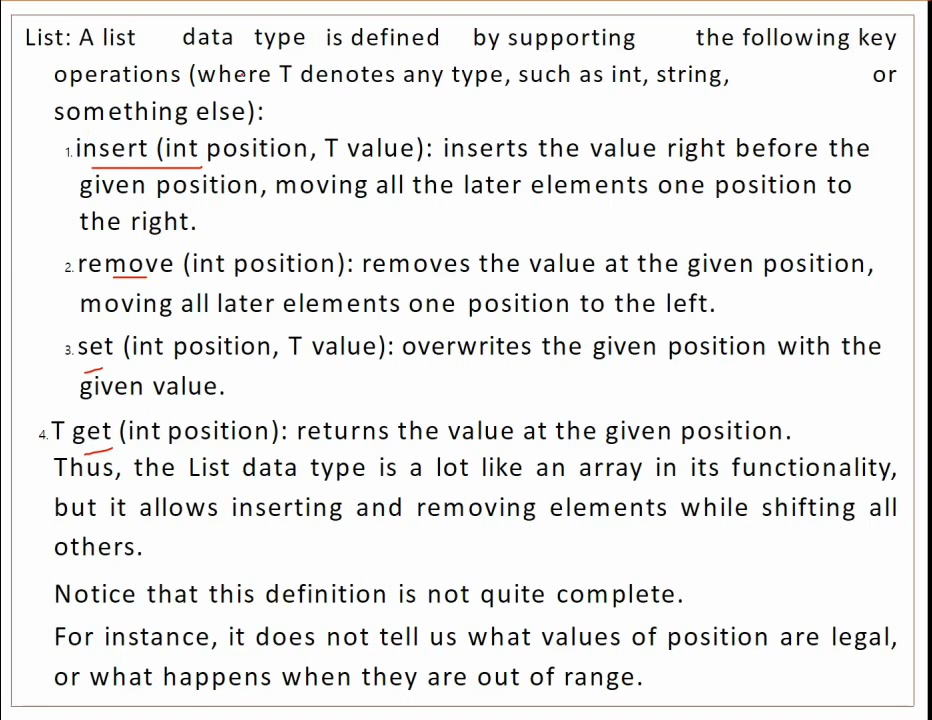 List: A list data type is defined by supporting the following key
operations (where T denotes any type, such as int, string, or
something else):
1. insert (int position, T value): inserts the value right before the
given position, moving all the later elements one position to
the right.
2. remove (int position): removes the value at the given position,
moving all later elements one position to the left.
3. set (int position, T value): overwrites the given position with the
given value.
4. T get (int position): returns the value at the given position.
Thus, the List data type is a lot like an array in its functionality,
but it allows inserting and removing elements while shifting all
others.
Notice that this definition is not quite complete.
For instance, it does not tell us what values of position are legal,
or what happens when they are out of range.